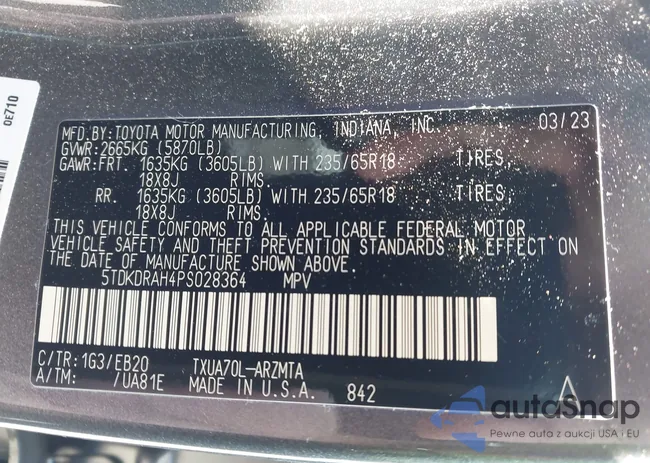 0E710
MFD.BY:TOYOTA MOTOR MANUFACTURING, INDIANA, INC. 03/23
GVWR:2665KG (5870LB)
GAWR:FRT. 1635KG (3605LB) WITH 235/65R18 TIRES,
18X8J RIMS.
RR. 1635KG (3605LB) WITH 235/65R18 TIRES,
18X8J RIMS.
THIS VEHICLE CONFORMS TO ALL APPLICABLE FEDERAL MOTOR
VEHICLE SAFETY AND THEFT PREVENTION STANDARDS IN EFFECT ON
THE DATE OF MANUFACTURE SHOWN ABOVE.
5TDKDRAH4PS028364 MPV
C/TR: 1G3/EB20 TXUA70L-ARZMTA
A/TM: /UA81E MADE IN U.S.A. 842
autoSnap
Pewne auta z aukcji USA i EU